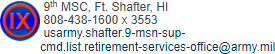 IX
9th MSC, Ft. Shafter, HI
808-438-1600 x 3553
usarmy.shafter.9-msn-sup-
cmd.list.retirement-services-office@army.mil